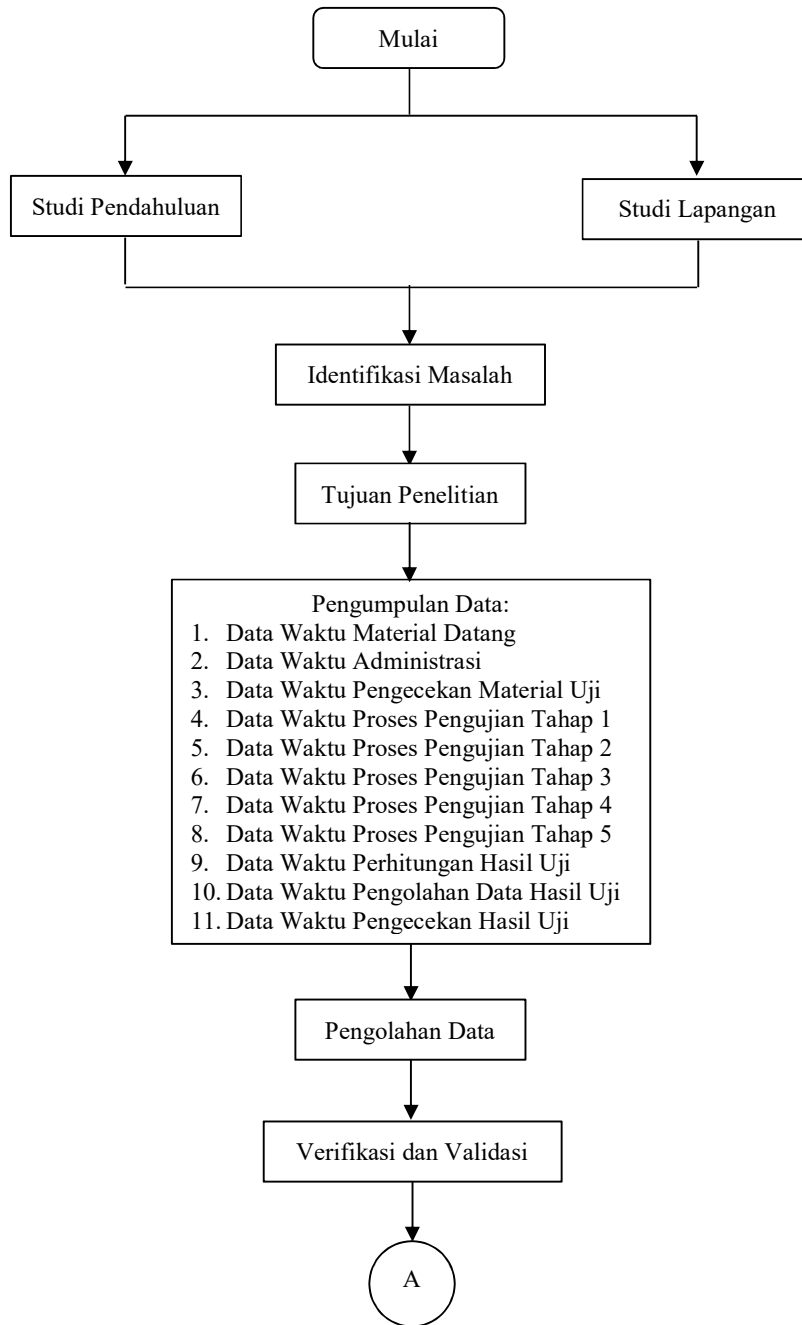 Mulai
Studi Pendahuluan
Studi Lapangan
Identifikasi Masalah
Tujuan Penelitian
Pengumpulan Data:
1. Data Waktu Material Datang
2. Data Waktu Administrasi
3. Data Waktu Pengecekan Material Uji
4. Data Waktu Proses Pengujian Tahap 1
5. Data Waktu Proses Pengujian Tahap 2
6. Data Waktu Proses Pengujian Tahap 3
7. Data Waktu Proses Pengujian Tahap 4
8. Data Waktu Proses Pengujian Tahap 5
9. Data Waktu Perhitungan Hasil Uji
10. Data Waktu Pengolahan Data Hasil Uji
11. Data Waktu Pengecekan Hasil Uji
Pengolahan Data
Verifikasi dan Validasi
A